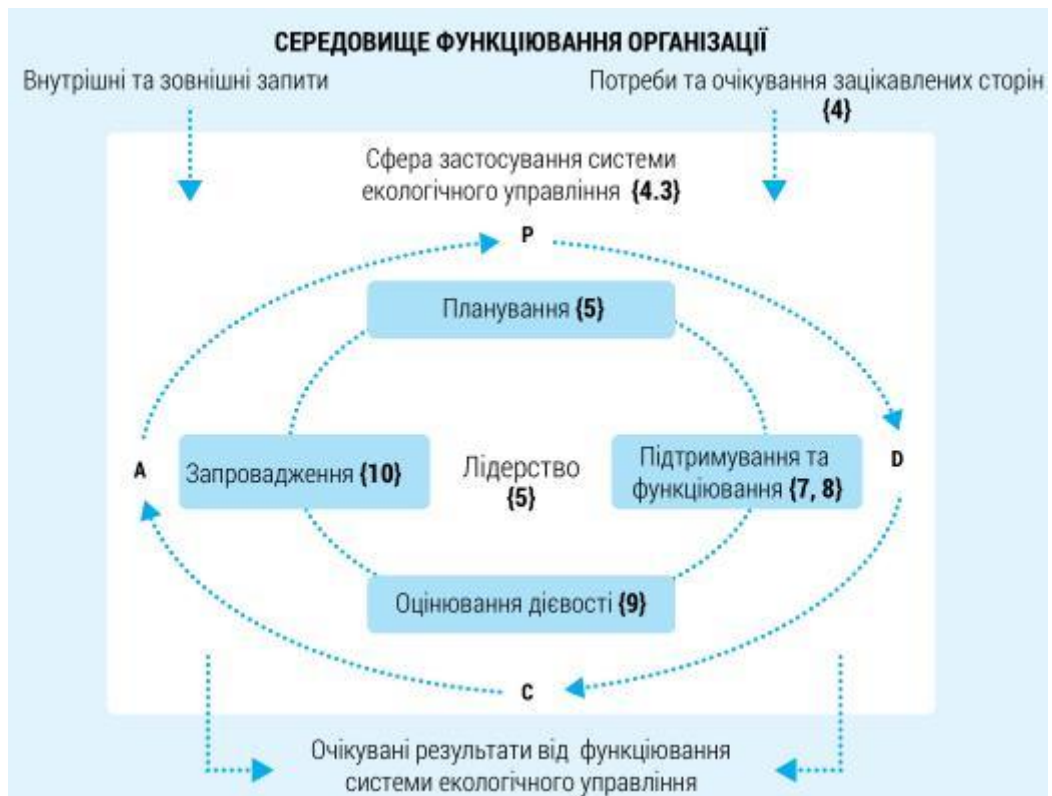 СЕРЕДОВИЩЕ ФУНКЦІЮВАННЯ ОРГАНІЗАЦІЇ
Внутрішні та зовнішні запити
Потреби та очікування зацікавлених сторін
{4}
Сфера застосування системи
екологічного управління {4.3}
P
Планування {5}
A
Запровадження {10}
Лідерство
{5}
Підтримування та
функціювання {7, 8}
D
Оцінювання дієвості {9}
C
Очікувані результати від функціювання
системи екологічного управління